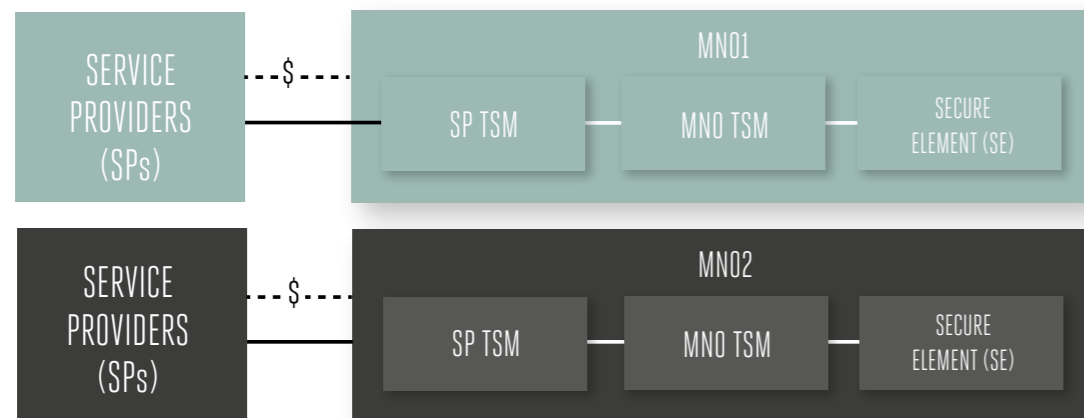 MNO1
SERVICE
PROVIDERS
(SPs)
$
SP TSM
MNO TSM
SECURE
ELEMENT (SE)
MNO2
SERVICE
PROVIDERS
(SPs)
$
SP TSM
MNO TSM
SECURE
ELEMENT (SE)